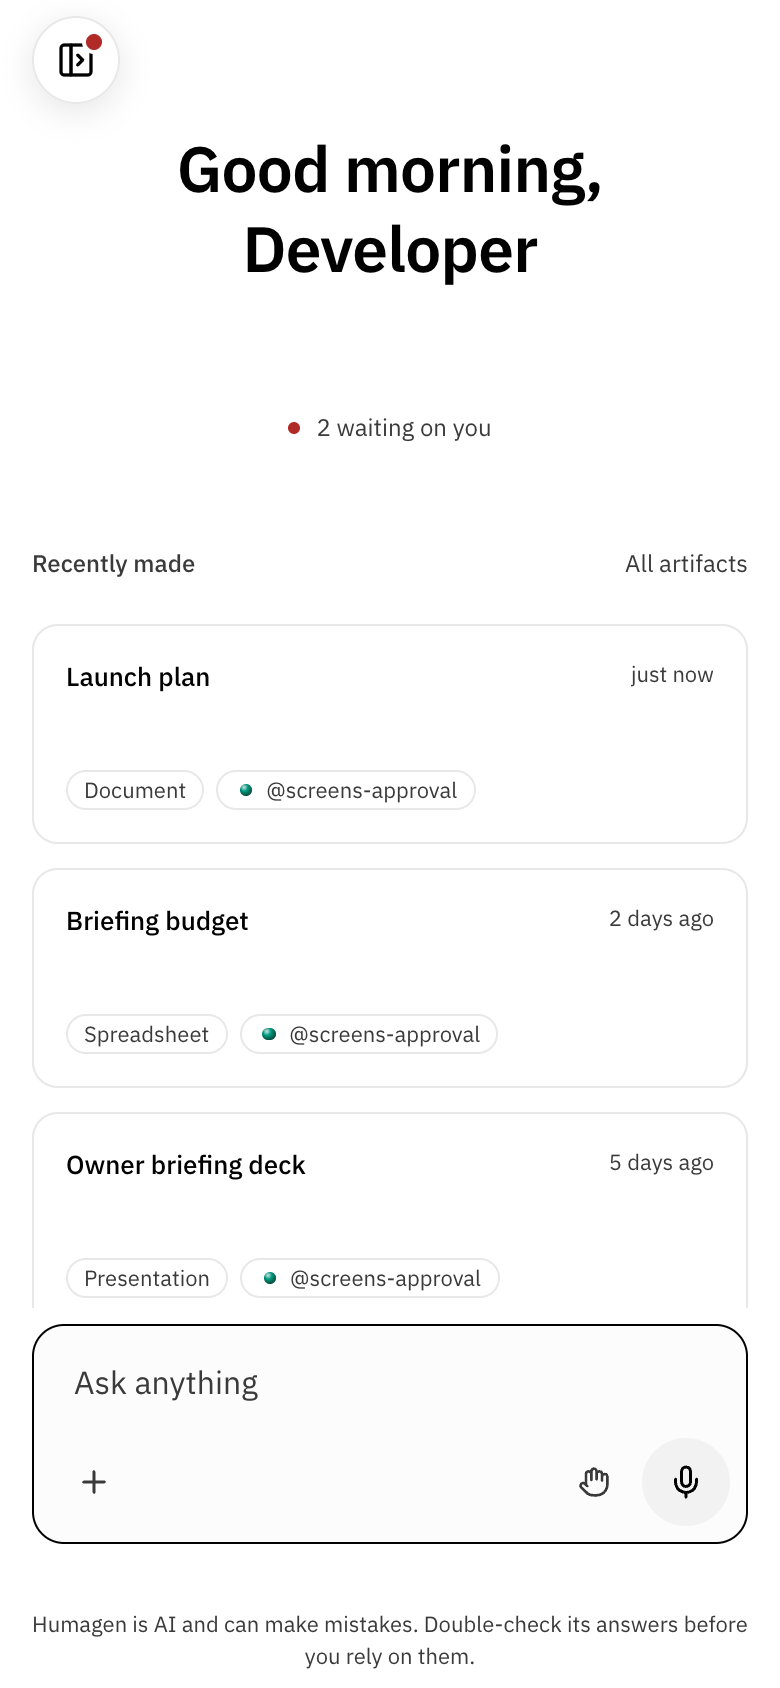 Good morning,
Developer
2 waiting on you
Recently made
All artifacts
Launch plan
just now
Document
@screens-approval
Briefing budget
2 days ago
Spreadsheet
@screens-approval
Owner briefing deck
5 days ago
Presentation
@screens-approval
Ask anything
Humagen is AI and can make mistakes. Double-check its answers before
you rely on them.